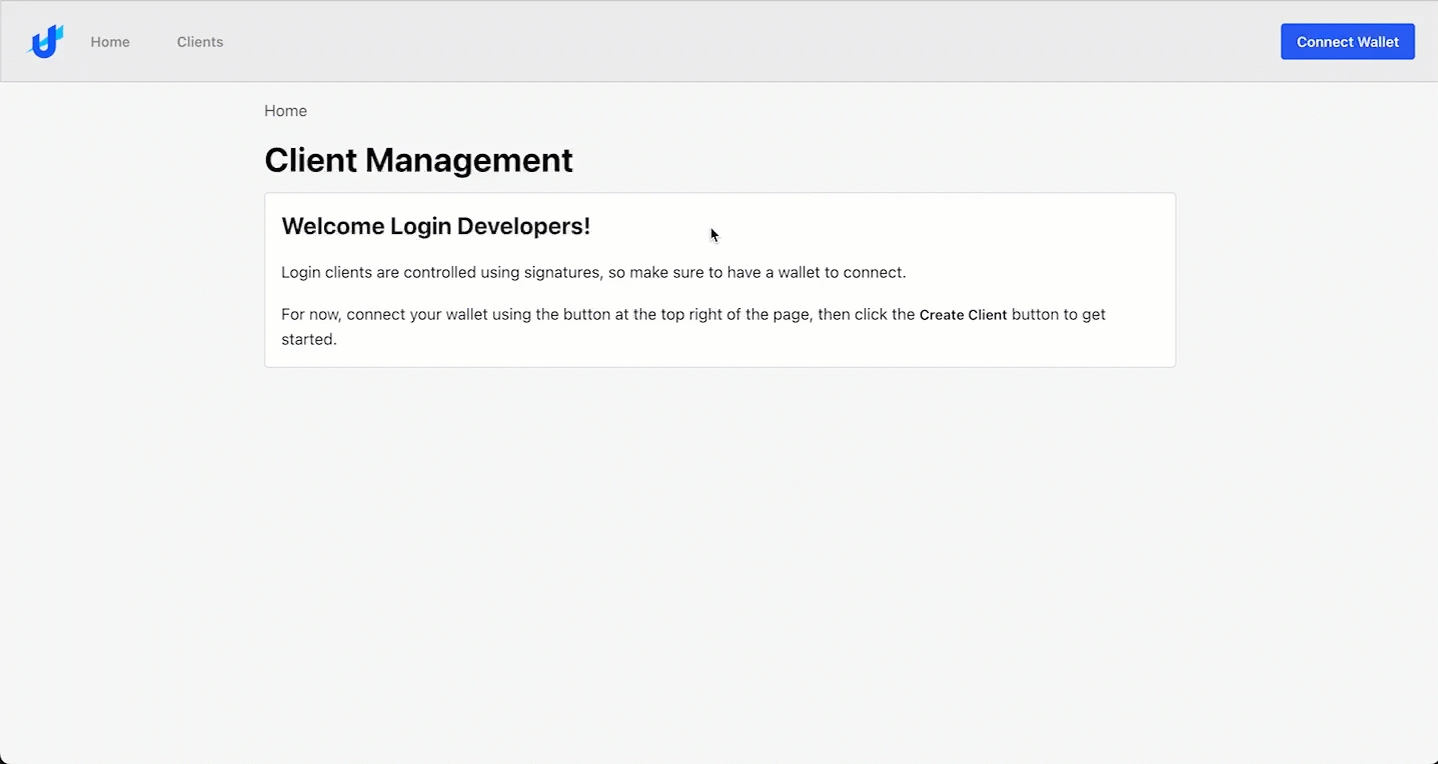 Home
Clients
Connect Wallet
Home
Client Management
Welcome Login Developers!
Login clients are controlled using signatures, so make sure to have a wallet to connect.
For now, connect your wallet using the button at the top right of the page, then click the Create Client button to get
started.